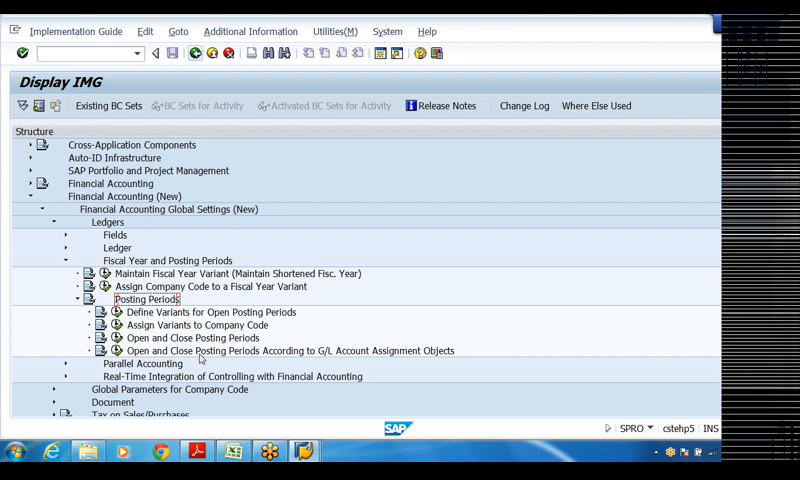 Implementation Guide Edit Goto Additional Information Utilities(M) System Help
Display IMG
Existing BC Sets BC Sets for Activity Activated BC Sets for Activity Release Notes Change Log Where Else Used
Structure
Cross-Application Components
Auto-ID Infrastructure
SAP Portfolio and Project Management
Financial Accounting
Financial Accounting (New)
Financial Accounting Global Settings (New)
Ledgers
Fields
Ledger
Fiscal Year and Posting Periods
Maintain Fiscal Year Variant (Maintain Shortened Fisc. Year)
Assign Company Code to a Fiscal Year Variant
Posting Periods
Define Variants for Open Posting Periods
Assign Variants to Company Code
Open and Close Posting Periods
Open and Close Posting Periods According to G/L Account Assignment Objects
Parallel Accounting
Real-Time Integration of Controlling with Financial Accounting
Global Parameters for Company Code
Document
Tax on Sales/Purchases
SAP SPRO cstehp5 INS